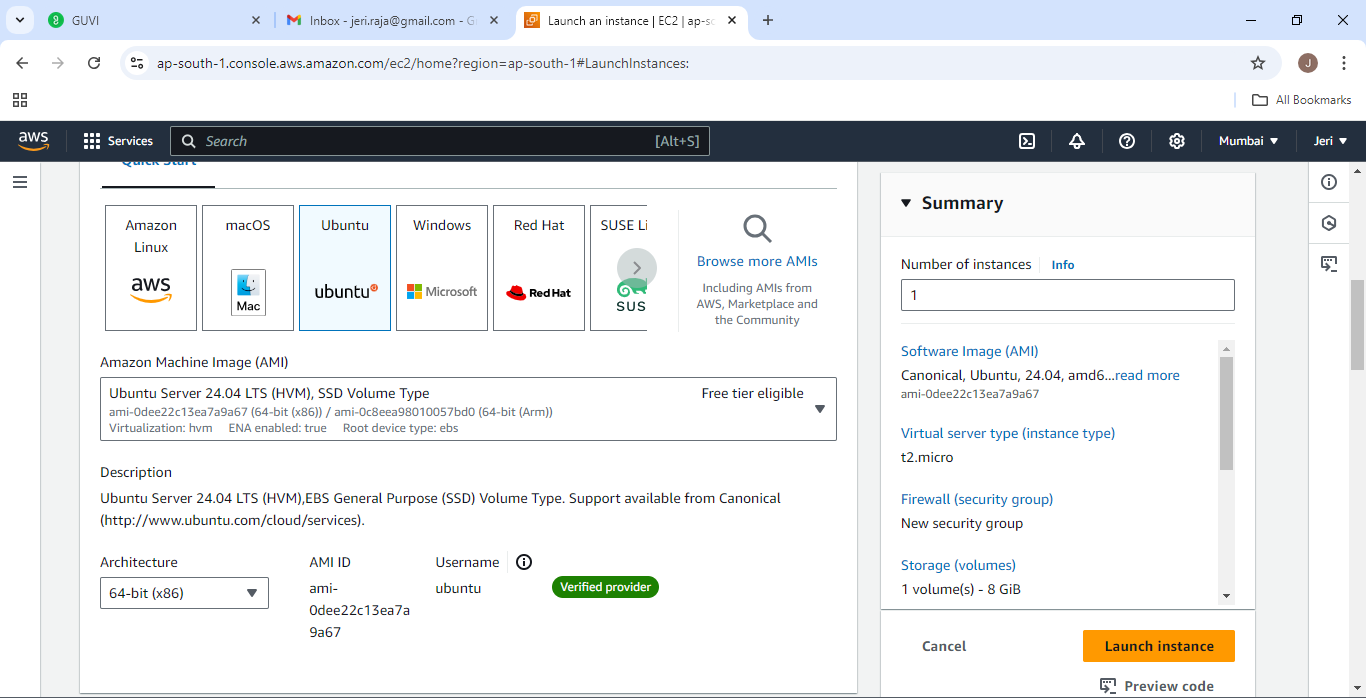 GUVI
Inbox - jeri.raja@gmail.com - G
Launch an instance | EC2 | ap-so
ap-south-1.console.aws.amazon.com/ec2/home?region=ap-south-1#LaunchInstances:
J
All Bookmarks
aws
Services
Search
[Alt+S]
Mumbai
Jeri
Quick Start
Amazon
Linux
aws
macOS
Mac
Ubuntu
ubuntu
Windows
Microsoft
Red Hat
Red Hat
SUSE Li
SUS
Browse more AMIs
Including AMIs from
AWS, Marketplace and
the Community
Amazon Machine Image (AMI)
Ubuntu Server 24.04 LTS (HVM), SSD Volume Type
Free tier eligible
ami-0dee22c13ea7a9a67 (64-bit (x86)) / ami-0c8eea98010057bd0 (64-bit (Arm))
Virtualization: hvm ENA enabled: true Root device type: ebs
Description
Ubuntu Server 24.04 LTS (HVM),EBS General Purpose (SSD) Volume Type. Support available from Canonical
(http://www.ubuntu.com/cloud/services).
Architecture
64-bit (x86)
AMI ID
ami-
0dee22c13ea7a
9a67
Username
ubuntu
Verified provider
Summary
Number of instances
Info
1
Software Image (AMI)
Canonical, Ubuntu, 24.04, amd6...read more
ami-0dee22c13ea7a9a67
Virtual server type (instance type)
t2.micro
Firewall (security group)
New security group
Storage (volumes)
1 volume(s) - 8 GiB
Cancel
Launch instance
Preview code